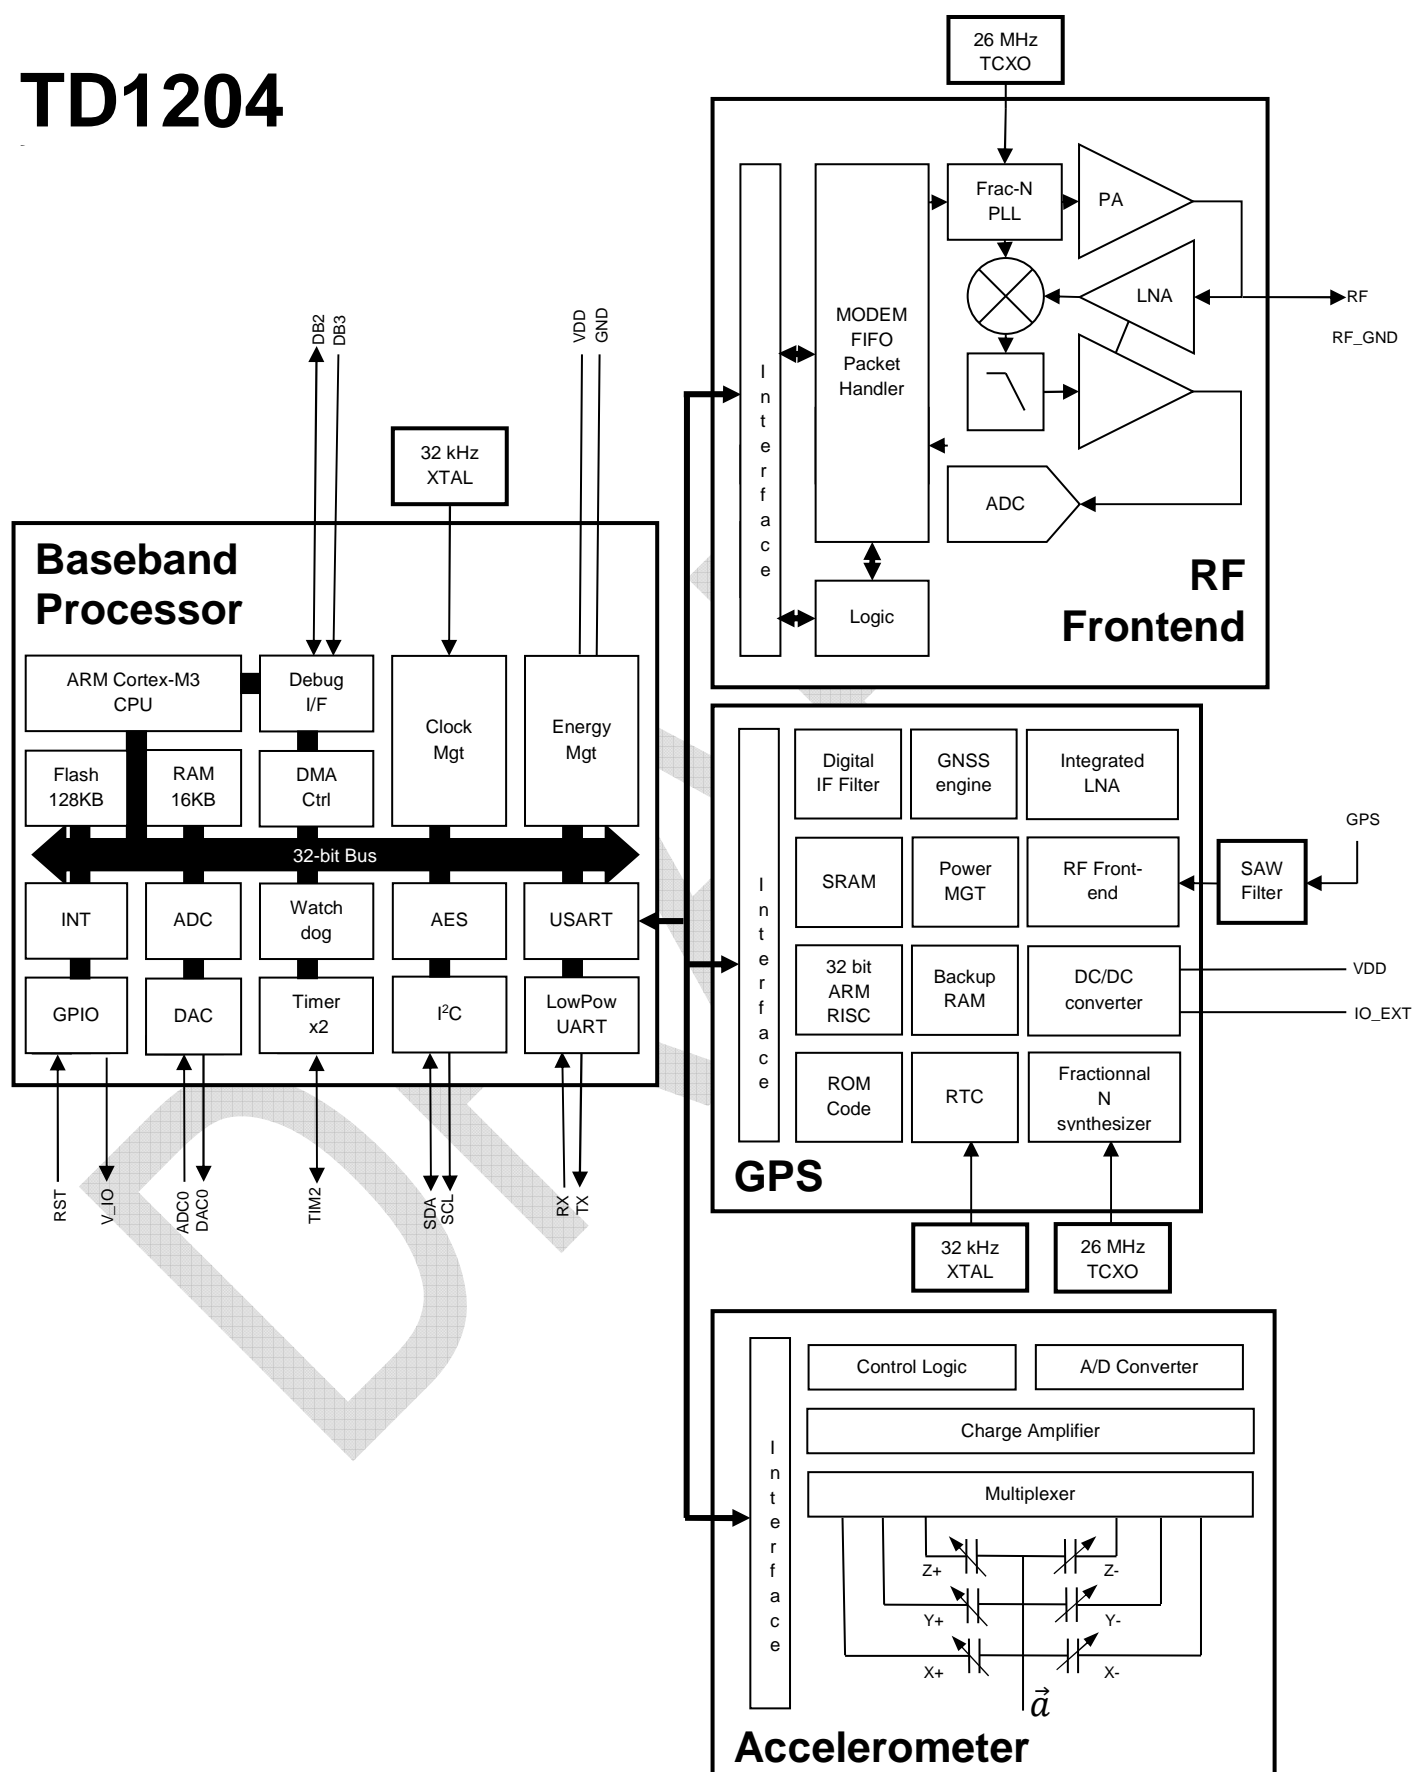 TD1204
26 MHz
TCXO
Frac-N
PLL
PA
LNA
RF
RF_GND
MODEM
FIFO
Packet
Handler
Interface
ADC
Logic
RF
Frontend
DB2
DB3
VDD
GND
32 kHz
XTAL
Baseband
Processor
ARM Cortex-M3
CPU
Debug
I/F
Clock
Mgt
Energy
Mgt
Flash
128KB
RAM
16KB
DMA
Ctrl
32-bit Bus
INT
ADC
Watch
dog
AES
USART
GPIO
DAC
Timer
x2
I²C
LowPow
UART
RST
V_IO
ADC0
DAC0
TIM2
SDA
SCL
RX
TX
Interface
Digital
IF Filter
GNSS
engine
Integrated
LNA
SRAM
Power
MGT
RF Front-
end
SAW
Filter
GPS
32 bit
ARM
RISC
Backup
RAM
DC/DC
converter
VDD
IO_EXT
ROM
Code
RTC
Fractionnal
N
synthesizer
GPS
32 kHz
XTAL
26 MHz
TCXO
Interface
Control Logic
A/D Converter
Charge Amplifier
Multiplexer
Z+
Z-
Y+
Y-
X+
X-
a⃗
Accelerometer